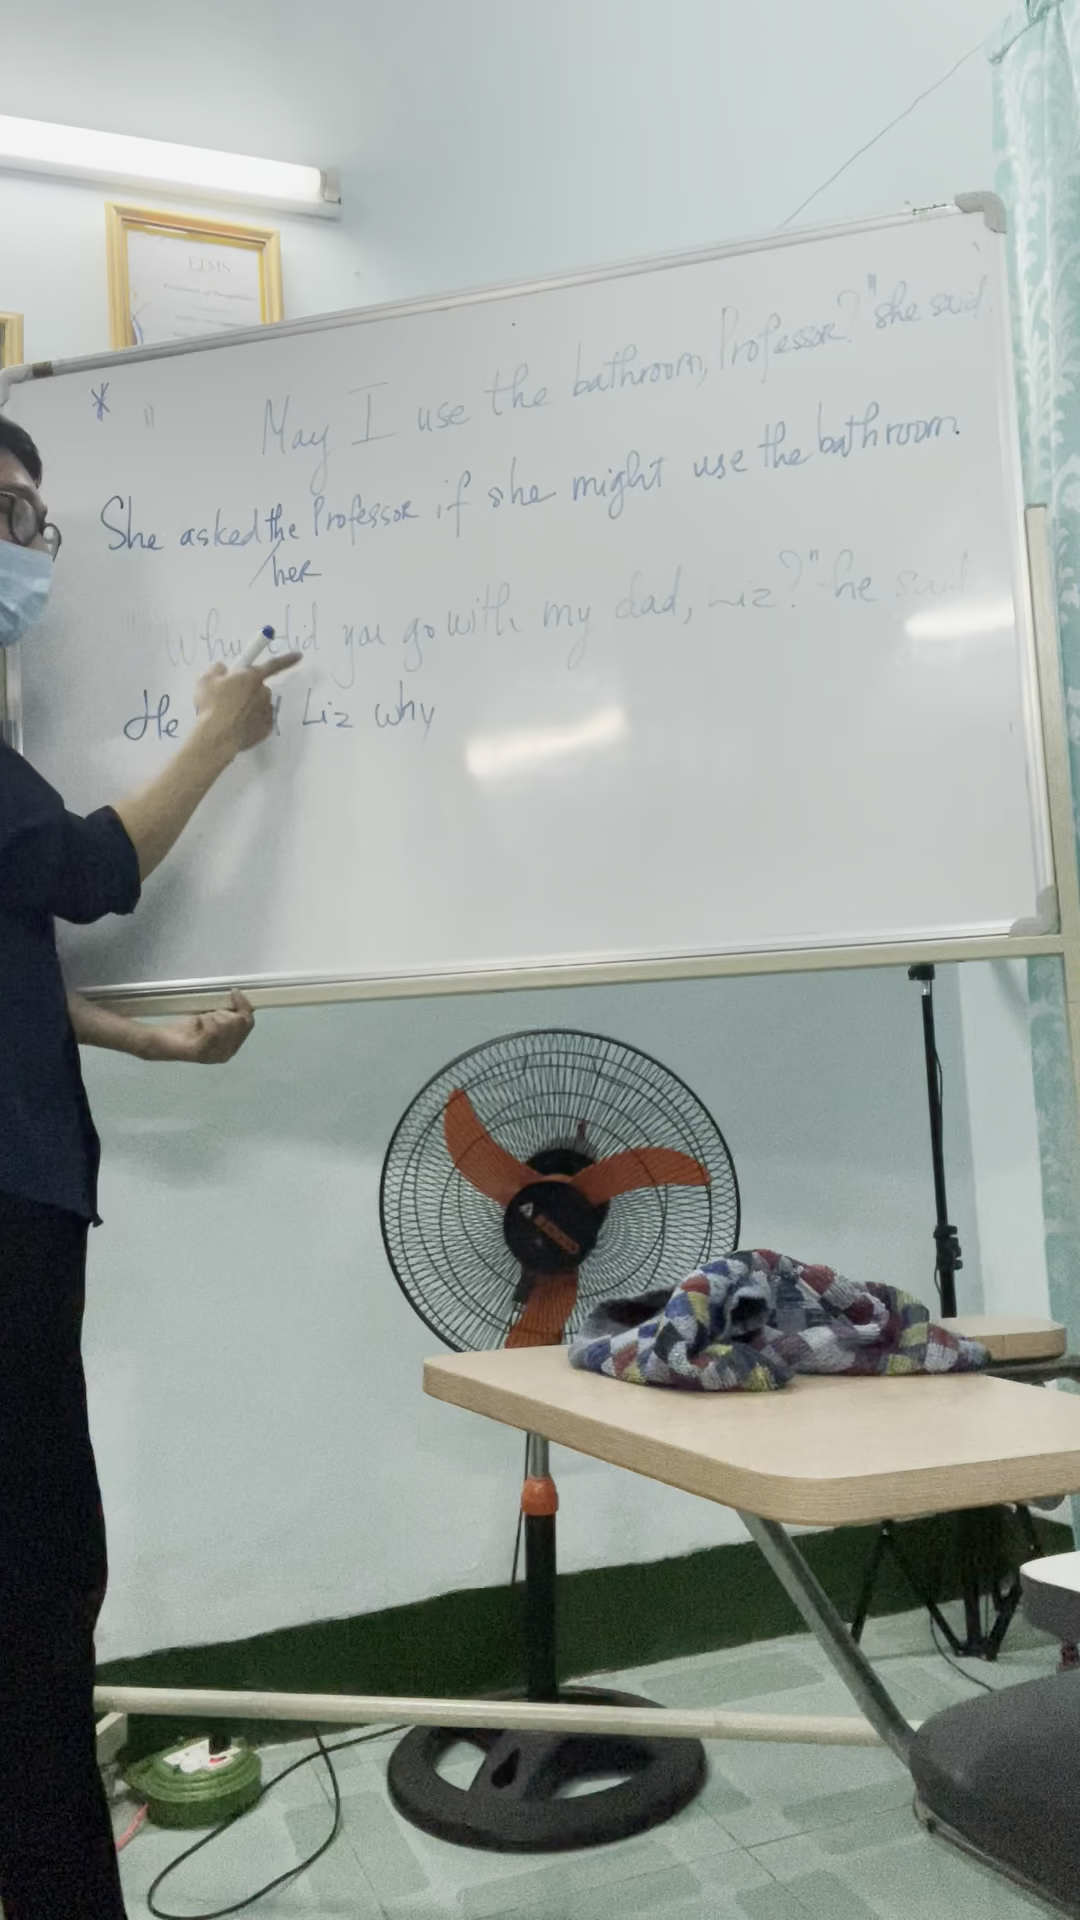 EDMS
* " May I use the bathroom, Professor?" she said.
She asked the Professor if she might use the bathroom.
her
Why did you go with my dad, Liz?" he said
He Liz why